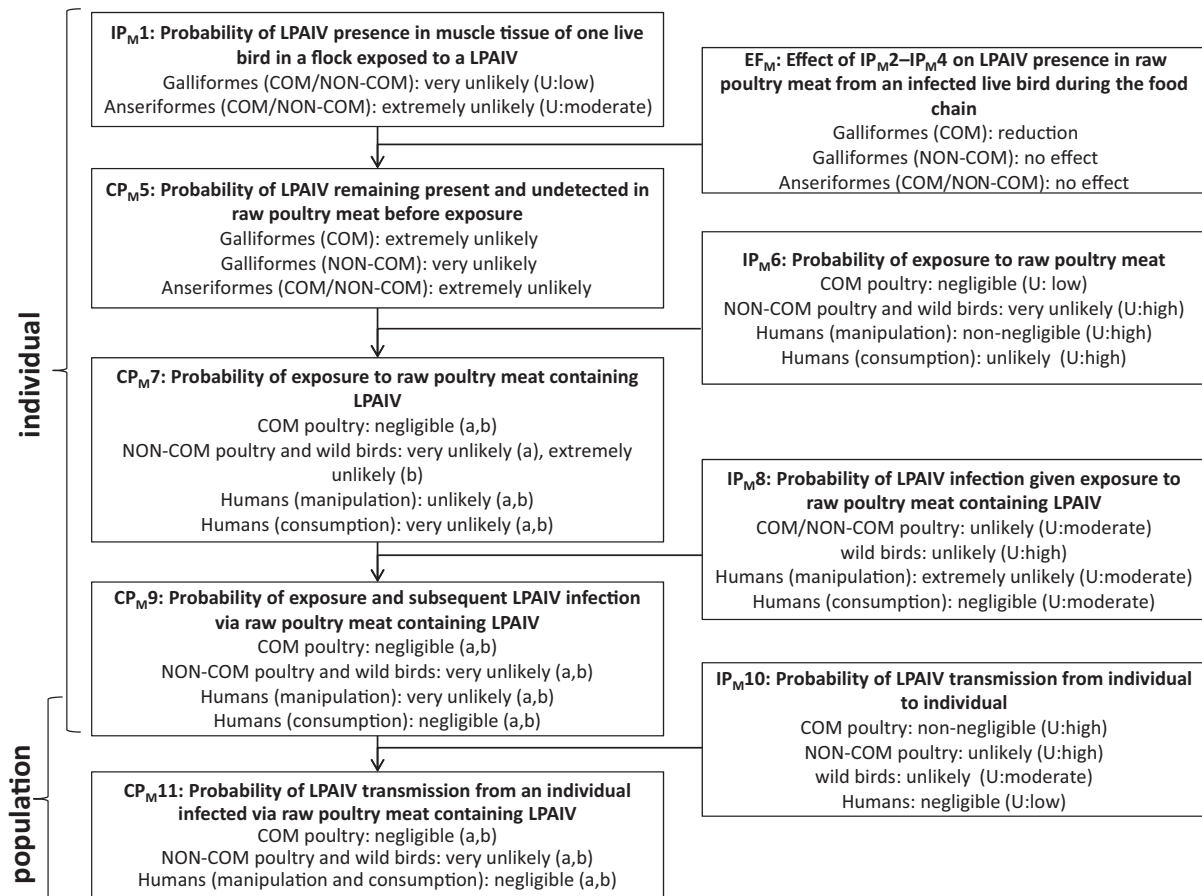 IPM1: Probability of LPAIV presence in muscle tissue of one live
bird in a flock exposed to a LPAIV
Galliformes (COM/NON-COM): very unlikely (U:low)
Anseriformes (COM/NON-COM): extremely unlikely (U:moderate)
EFM: Effect of IPM2–IPM4 on LPAIV presence in raw
poultry meat from an infected live bird during the food
chain
Galliformes (COM): reduction
Galliformes (NON-COM): no effect
Anseriformes (COM/NON-COM): no effect
CPM5: Probability of LPAIV remaining present and undetected in
raw poultry meat before exposure
Galliformes (COM): extremely unlikely
Galliformes (NON-COM): very unlikely
Anseriformes (COM/NON-COM): extremely unlikely
IPM6: Probability of exposure to raw poultry meat
COM poultry: negligible (U: low)
NON-COM poultry and wild birds: very unlikely (U:high)
Humans (manipulation): non-negligible (U:high)
Humans (consumption): unlikely (U:high)
individual
CPM7: Probability of exposure to raw poultry meat containing
LPAIV
COM poultry: negligible (a,b)
NON-COM poultry and wild birds: very unlikely (a), extremely
unlikely (b)
Humans (manipulation): unlikely (a,b)
Humans (consumption): very unlikely (a,b)
IPM8: Probability of LPAIV infection given exposure to
raw poultry meat containing LPAIV
COM/NON-COM poultry: unlikely (U:moderate)
wild birds: unlikely (U:high)
Humans (manipulation): extremely unlikely (U:moderate)
Humans (consumption): negligible (U:moderate)
CPM9: Probability of exposure and subsequent LPAIV infection
via raw poultry meat containing LPAIV
COM poultry: negligible (a,b)
NON-COM poultry and wild birds: very unlikely (a,b)
Humans (manipulation): very unlikely (a,b)
Humans (consumption): negligible (a,b)
IPM10: Probability of LPAIV transmission from individual
to individual
COM poultry: non-negligible (U:high)
NON-COM poultry: unlikely (U:high)
wild birds: unlikely (U:moderate)
Humans: negligible (U:low)
population
CPM11: Probability of LPAIV transmission from an individual
infected via raw poultry meat containing LPAIV
COM poultry: negligible (a,b)
NON-COM poultry and wild birds: very unlikely (a,b)
Humans (manipulation and consumption): negligible (a,b)